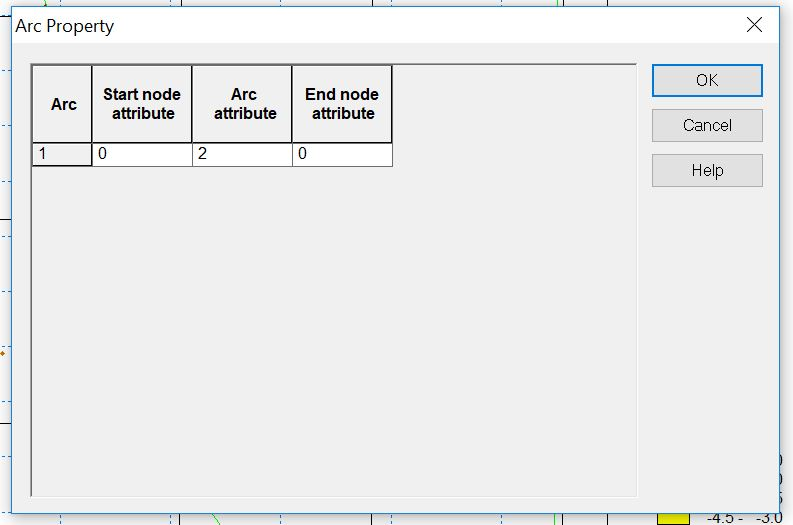 Arc Property
Arc
Start node attribute
Arc attribute
End node attribute
1 0 2 0
OK
Cancel
Help
-4.5 - -3.0